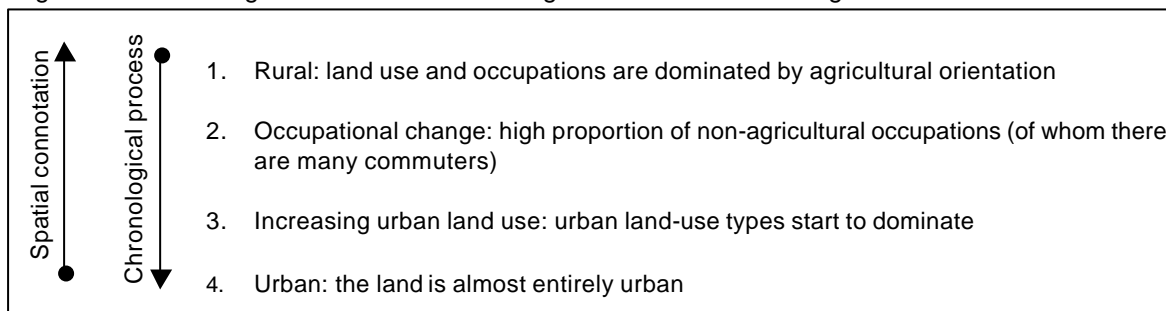 Spatial connotation
Chronological process
1. Rural: land use and occupations are dominated by agricultural orientation
2. Occupational change: high proportion of non-agricultural occupations (of whom there
are many commuters)
3. Increasing urban land use: urban land-use types start to dominate
4. Urban: the land is almost entirely urban